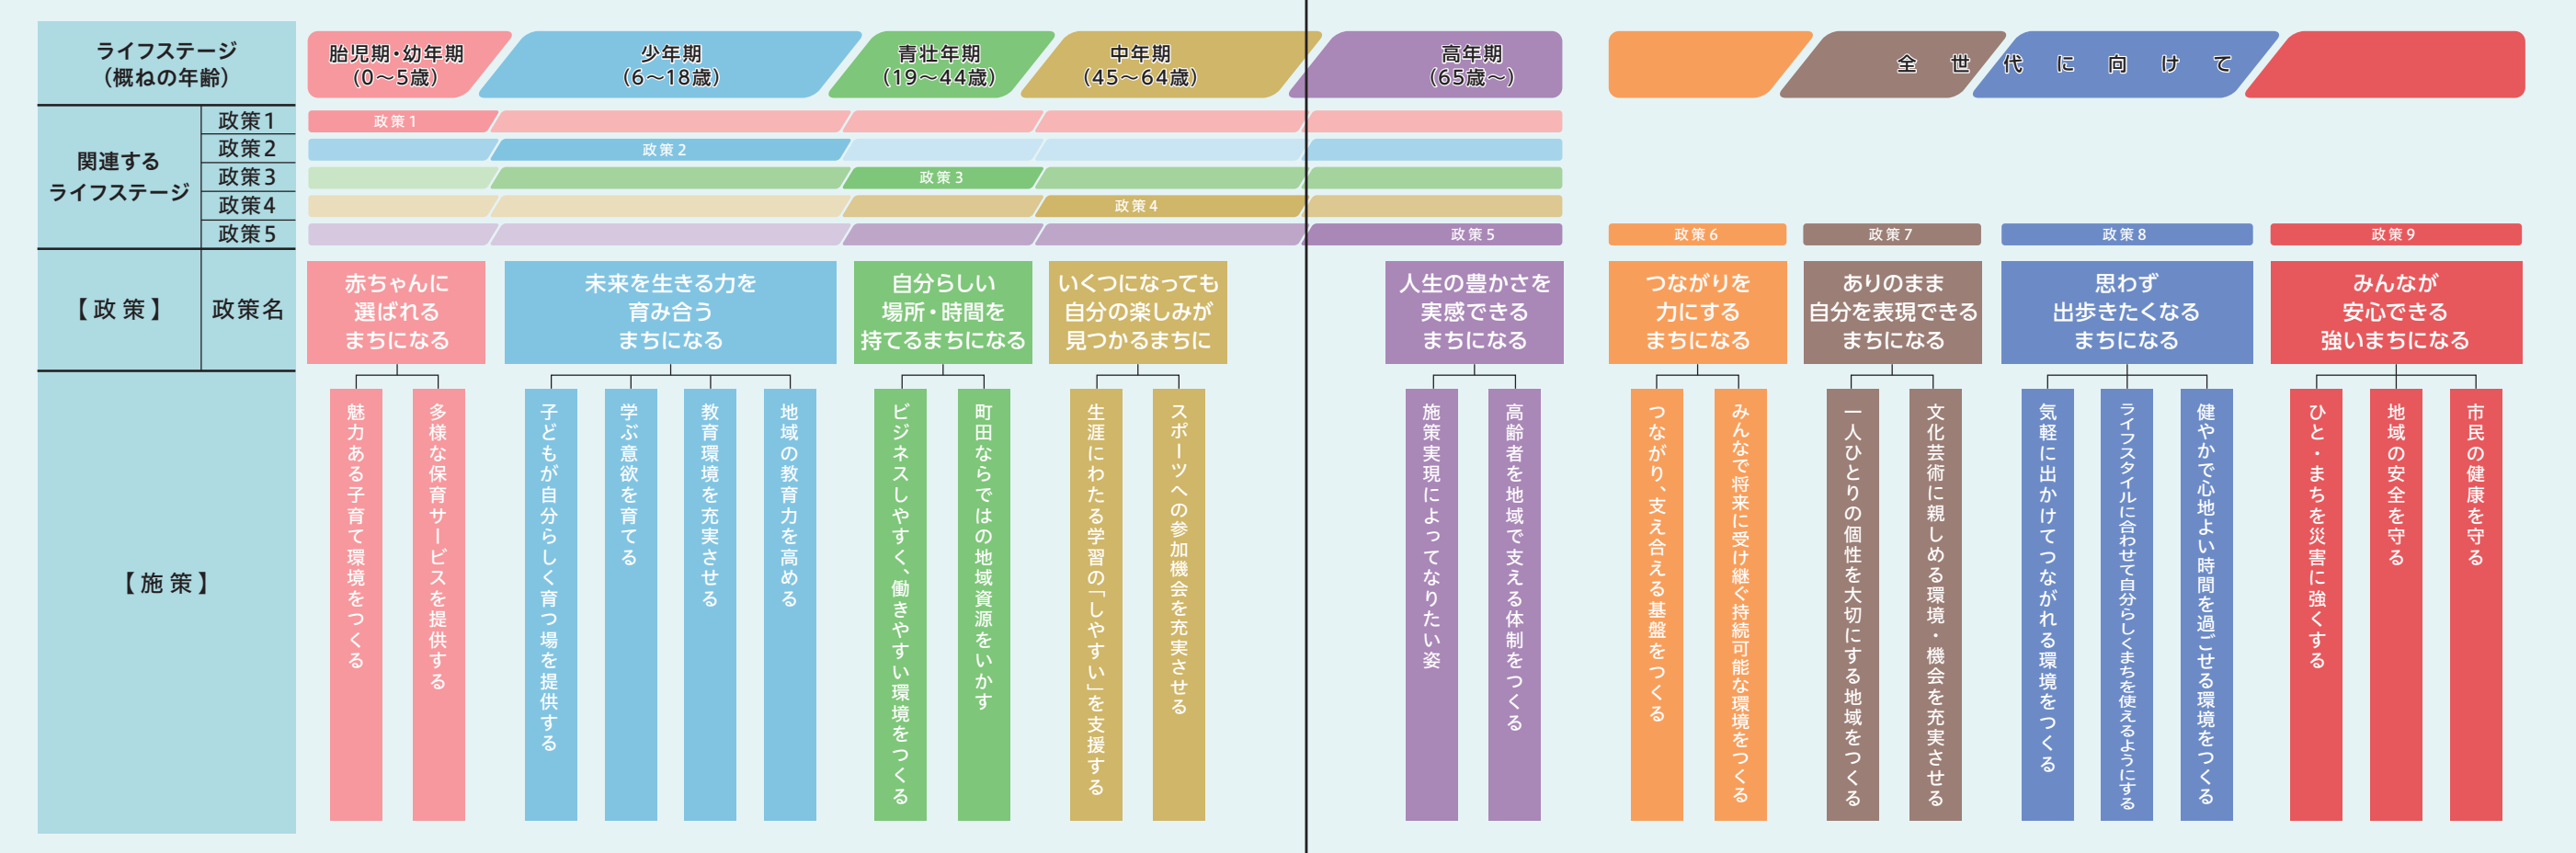 ライフステージ
（概ねの年齢）
胎児期・幼年期
（0～5歳）
少年期
（6～18歳）
青壮年期
（19～44歳）
中年期
（45～64歳）
高年期
（65歳～）
全世代に向けて
関連する
ライフステージ
政策1
政策2
政策3
政策4
政策5
政策1
政策2
政策3
政策4
政策5
政策6
政策7
政策8
政策9
【政策】
政策名
赤ちゃんに
選ばれる
まちになる
未来を生きる力を
育み合う
まちになる
自分らしい
場所・時間を
持てるまちになる
いくつになっても
自分の楽しみが
見つかるまちに
人生の豊かさを
実感できる
まちになる
つながりを
力にする
まちになる
ありのまま
自分を表現できる
まちになる
思わず
出歩きたくなる
まちになる
みんなが
安心できる
強いまちになる
【施策】
魅力ある子育て環境をつくる
多様な保育サービスを提供する
子どもが自分らしく育つ場を提供する
学ぶ意欲を育てる
教育環境を充実させる
地域の教育力を高める
ビジネスしやすく、働きやすい環境をつくる
町田ならではの地域資源をいかす
生涯にわたる学習の「しやすい」を支援する
スポーツへの参加機会を充実させる
施策実現によってなりたい姿
高齢者を地域で支える体制をつくる
つながり、支え合える基盤をつくる
みんなで将来に受け継ぐ持続可能な環境をつくる
一人ひとりの個性を大切にする地域をつくる
文化芸術に親しめる環境・機会を充実させる
気軽に出かけてつながれる環境をつくる
ライフスタイルに合わせて自分らしくまちを使えるようにする
健やかで心地よい時間を過ごせる環境をつくる
ひと・まちを災害に強くする
地域の安全を守る
市民の健康を守る